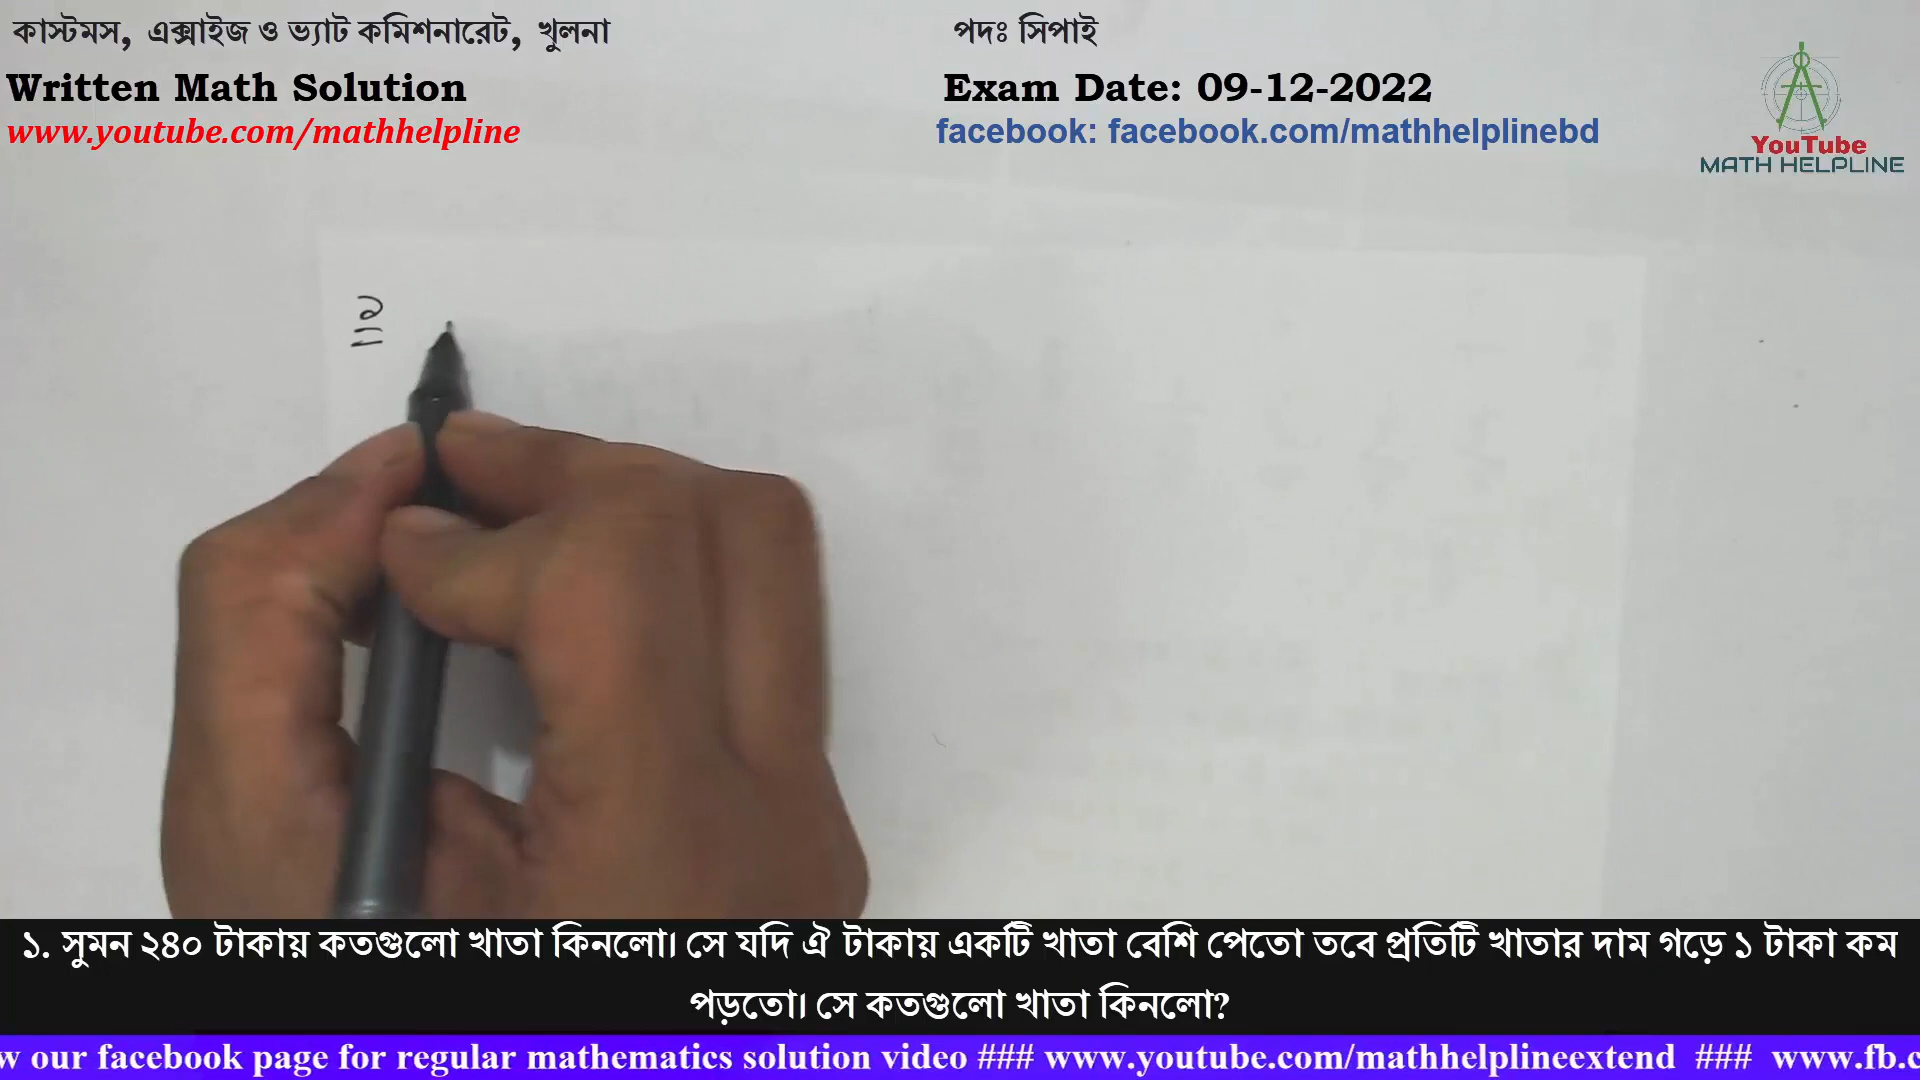 কাস্টমস, এক্সাইজ ও ভ্যাট কমিশনারেট, খুলনা
পদঃ সিপাই
Written Math Solution
Exam Date: 09-12-2022
www.youtube.com/mathhelpline
facebook: facebook.com/mathhelplinebd
YouTube
MATH HELPLINE
১. সুমন ২৪০ টাকায় কতগুলো খাতা কিনলো। সে যদি ঐ টাকায় একটি খাতা বেশি পেতো তবে প্রতিটি খাতার দাম গড়ে ১ টাকা কম
পড়তো। সে কতগুলো খাতা কিনলো?
w our facebook page for regular mathematics solution video ### www.youtube.com/mathhelplineextend ### www.fb.c